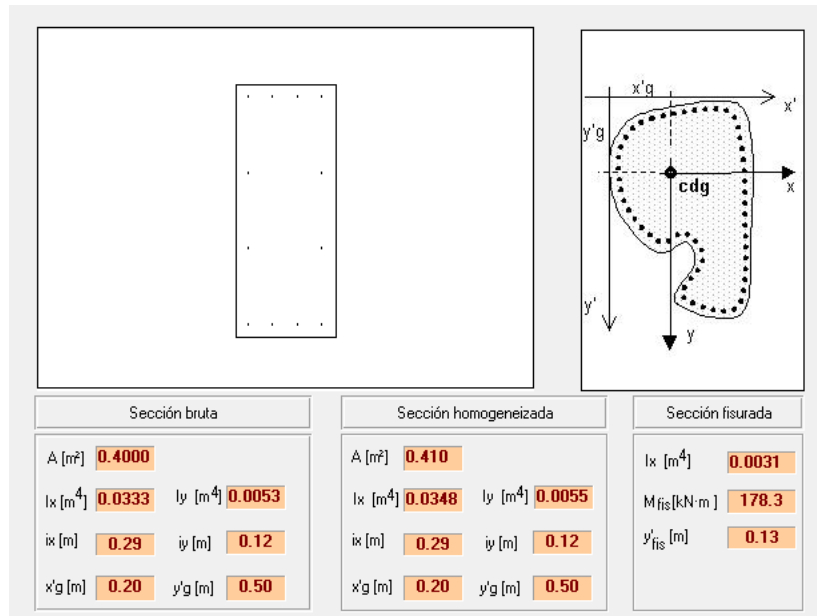 x'g
x'
y'g
cdg
x
y'
y
Sección bruta
A [m²] 0.4000
Ix [m4] 0.0333 Iy [m4] 0.0053
ix [m] 0.29 iy [m] 0.12
x'g [m] 0.20 y'g [m] 0.50
Sección homogeneizada
A [m²] 0.410
Ix [m4] 0.0348 Iy [m4] 0.0055
ix [m] 0.29 iy [m] 0.12
x'g [m] 0.20 y'g [m] 0.50
Sección fisurada
Ix [m4] 0.0031
Mfis[kN·m ] 178.3
y'fis [m] 0.13